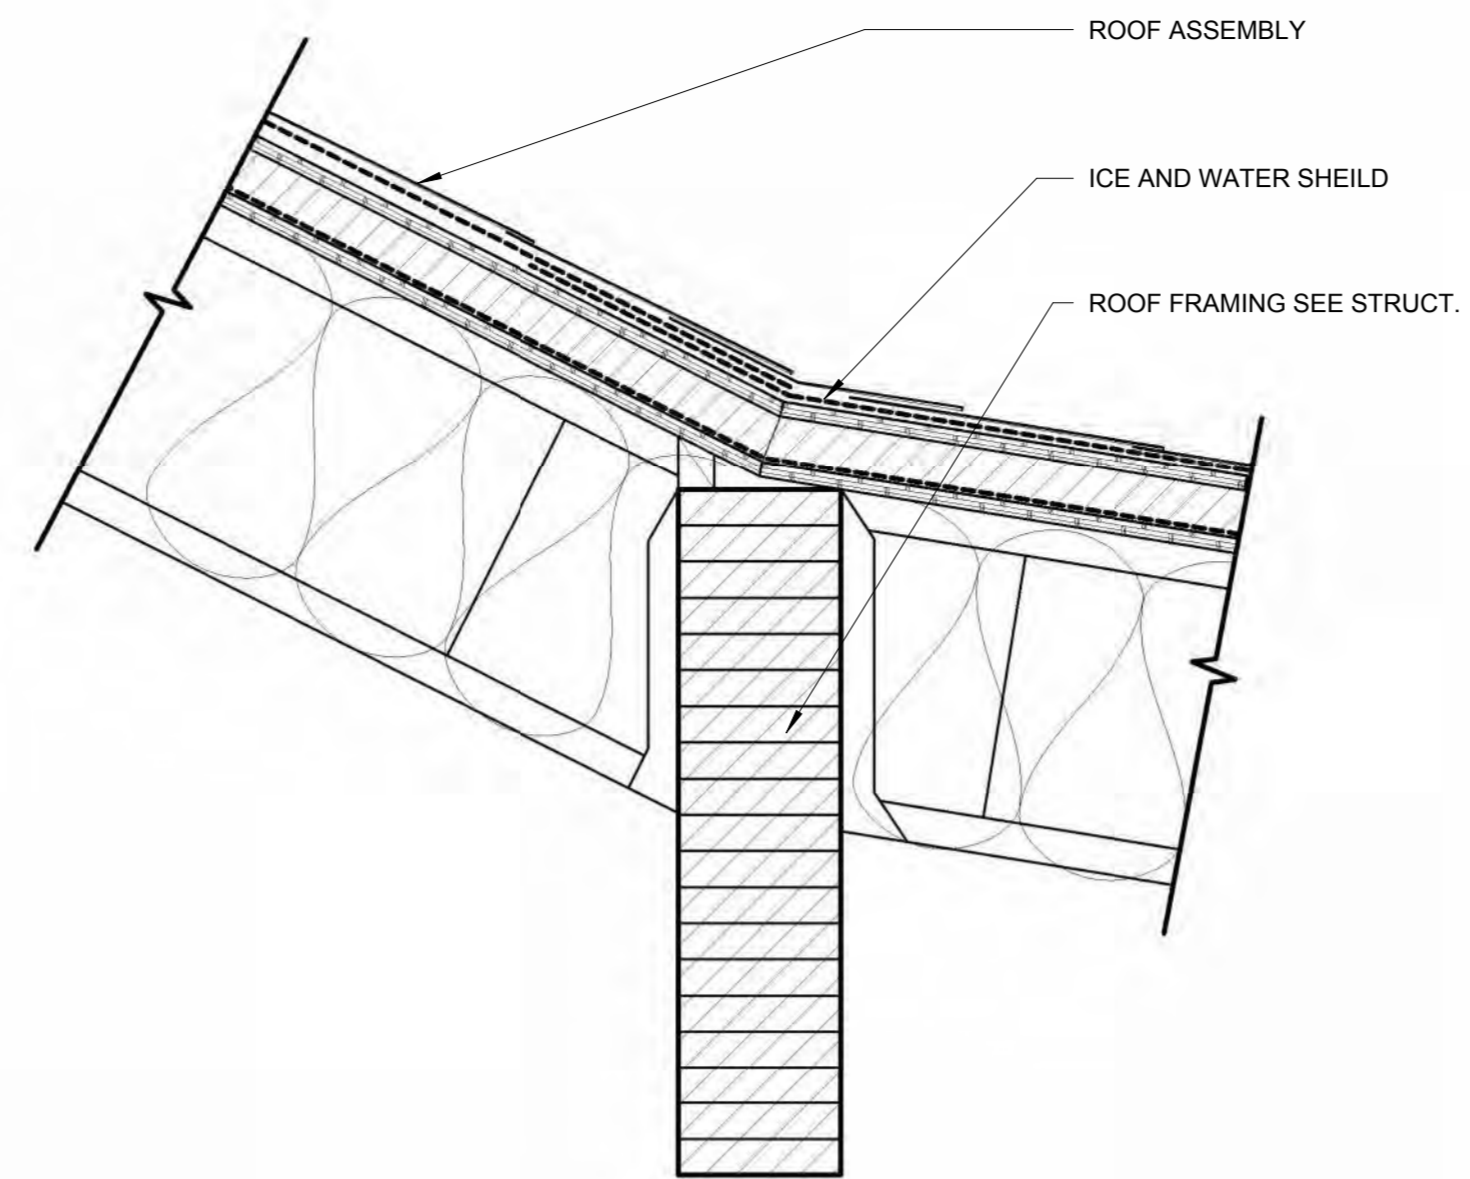 ROOF ASSEMBLY
ICE AND WATER SHEILD
ROOF FRAMING SEE STRUCT.